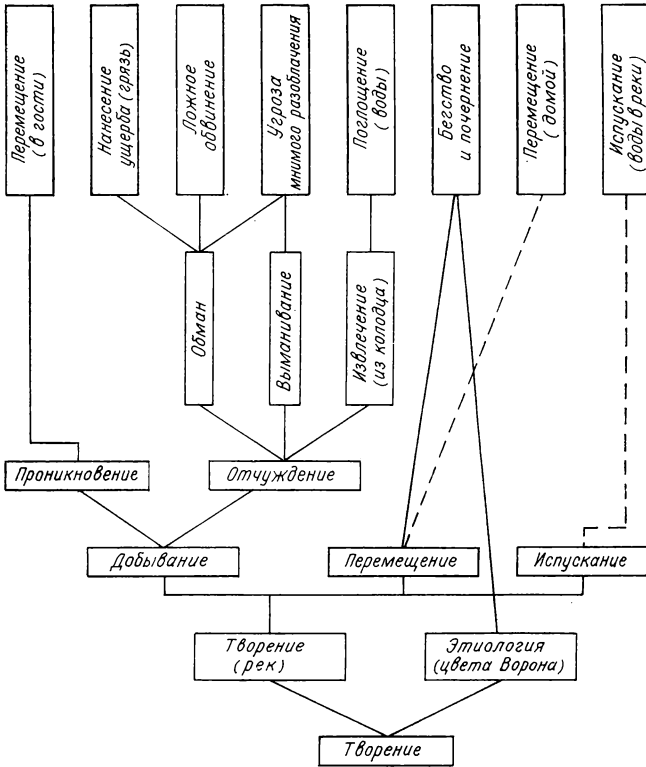 Перемещение
(в гости)
Нанесение
ущерба (грязь)
Ложное
обвинение
Угроза
мнимого разоблачения
Поглощение
(воды)
Бегство
и почернение
Перемещение
(домой)
Испускание
(воды в реки)
Обман
Выманивание
Извлечение
(из колодца)
Проникновение
Отчуждение
Добывание
Перемещение
Испускание
Творение
(рек)
Этиология
(цвета Ворона)
Творение